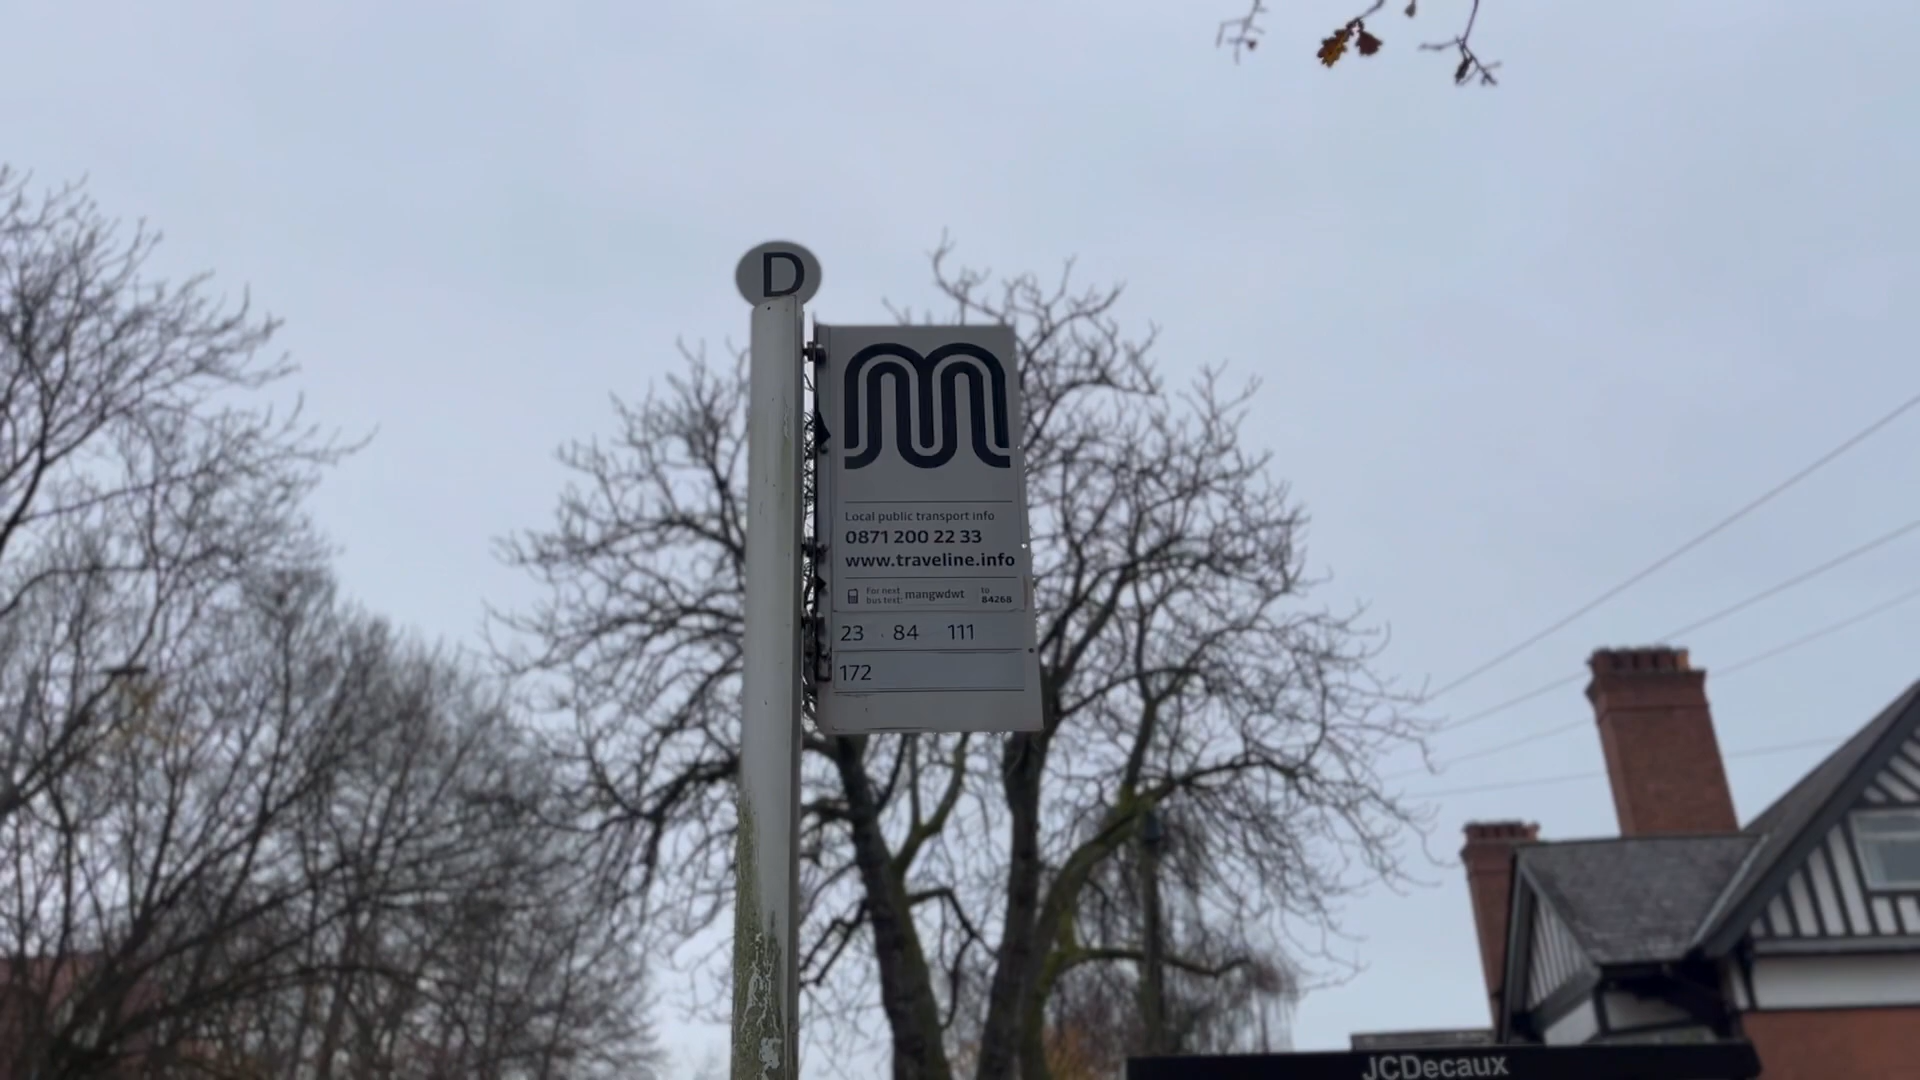 D
Local public transport info
0871 200 22 33
www.traveline.info
For next
bus text: mangwdwt
to
84268
23 84 111
172
JCDecaux